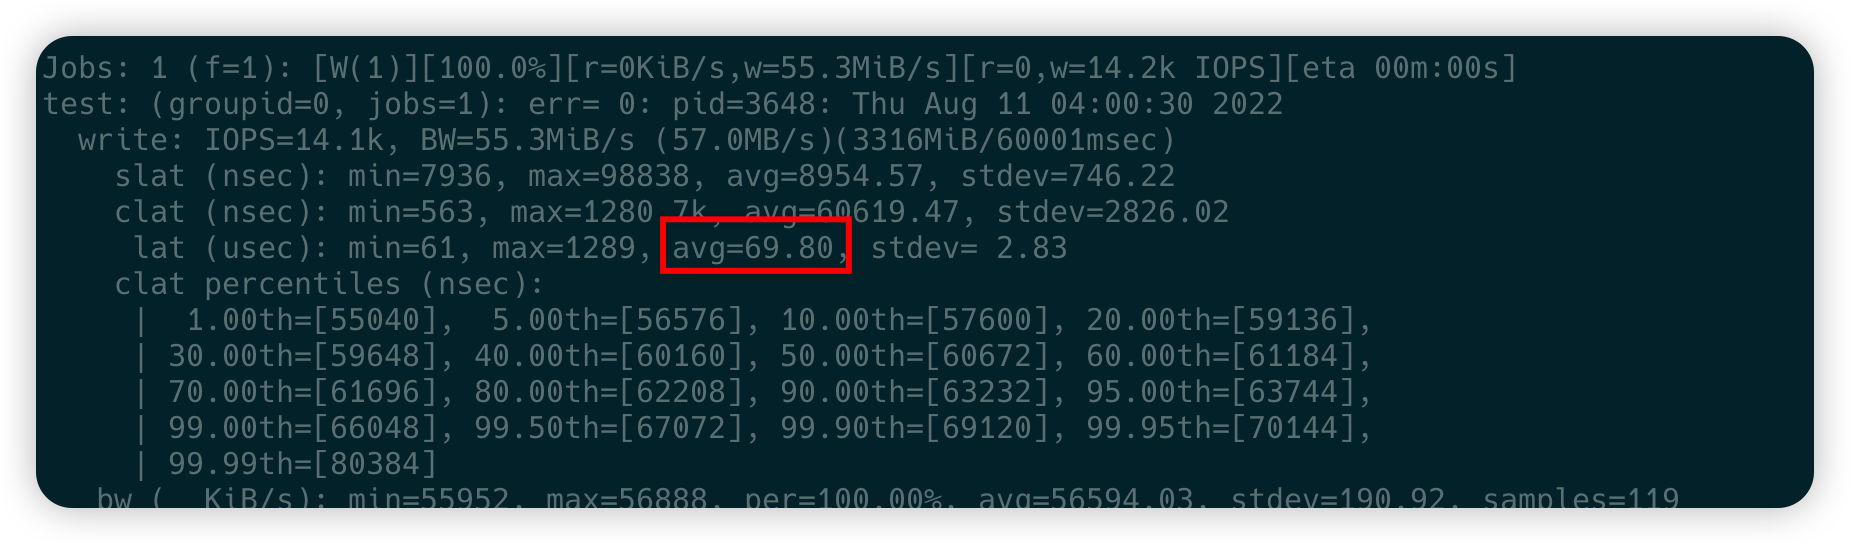 Jobs: 1 (f=1): [W(1)][100.0%][r=0KiB/s,w=55.3MiB/s][r=0,w=14.2k IOPS][eta 00m:00s]
test: (groupid=0, jobs=1): err= 0: pid=3648: Thu Aug 11 04:00:30 2022
write: IOPS=14.1k, BW=55.3MiB/s (57.0MB/s)(3316MiB/60001msec)
slat (nsec): min=7936, max=98838, avg=8954.57, stdev=746.22
clat (nsec): min=563, max=1280.7k, avg=60619.47, stdev=2826.02
lat (usec): min=61, max=1289, avg=69.80, stdev= 2.83
clat percentiles (nsec):
| 1.00th=[55040], 5.00th=[56576], 10.00th=[57600], 20.00th=[59136],
| 30.00th=[59648], 40.00th=[60160], 50.00th=[60672], 60.00th=[61184],
| 70.00th=[61696], 80.00th=[62208], 90.00th=[63232], 95.00th=[63744],
| 99.00th=[66048], 99.50th=[67072], 99.90th=[69120], 99.95th=[70144],
| 99.99th=[80384]
bw ( KiB/s): min=55952, max=56888, per=100.00%, avg=56594.03, stdev=190.92, samples=119